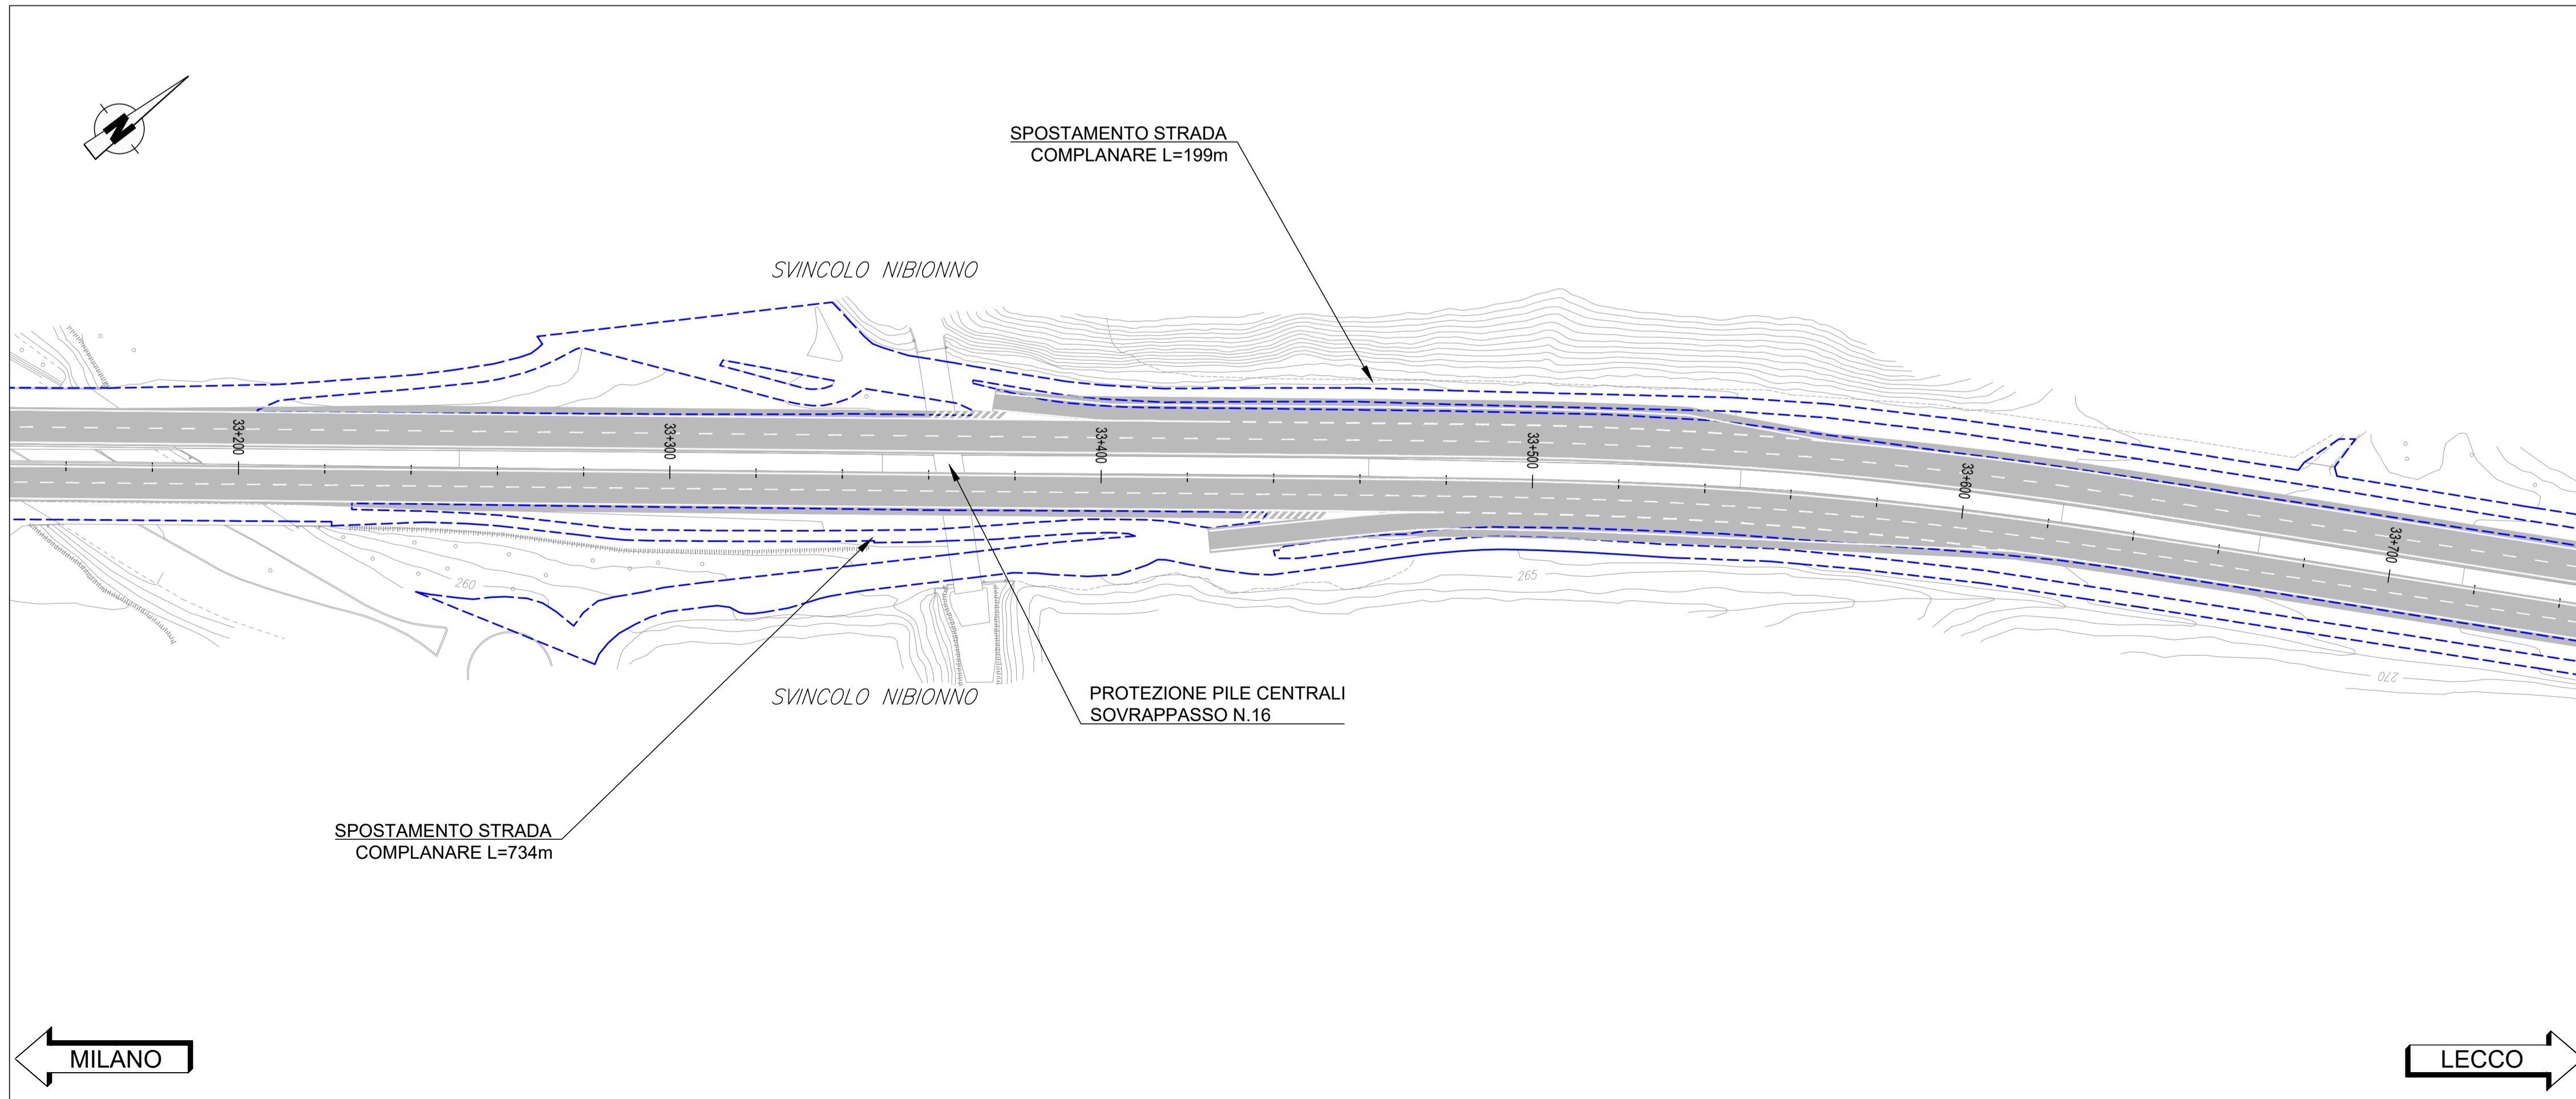 N
SPOSTAMENTO STRADA
COMPLANARE L=199m
SVINCOLO NIBIONNO
33+200
33+300
33+400
33+500
33+600
33+700
260
265
270
SVINCOLO NIBIONNO
PROTEZIONE PILE CENTRALI
SOVRAPPASSO N.16
SPOSTAMENTO STRADA
COMPLANARE L=734m
MILANO
LECCO